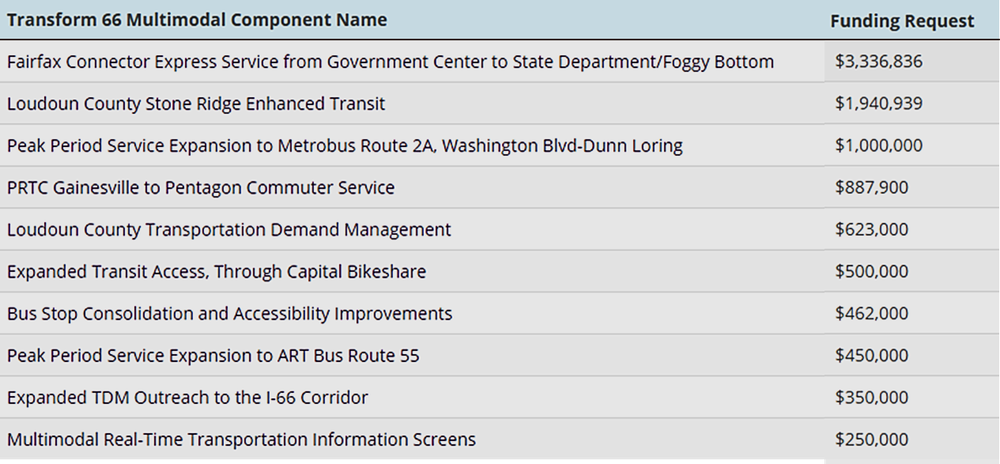 Transform 66 Multimodal Component Name Funding Request
Fairfax Connector Express Service from Government Center to State Department/Foggy Bottom $3,336,836
Loudoun County Stone Ridge Enhanced Transit $1,940,939
Peak Period Service Expansion to Metrobus Route 2A, Washington Blvd-Dunn Loring $1,000,000
PRTC Gainesville to Pentagon Commuter Service $887,900
Loudoun County Transportation Demand Management $623,000
Expanded Transit Access, Through Capital Bikeshare $500,000
Bus Stop Consolidation and Accessibility Improvements $462,000
Peak Period Service Expansion to ART Bus Route 55 $450,000
Expanded TDM Outreach to the I-66 Corridor $350,000
Multimodal Real-Time Transportation Information Screens $250,000